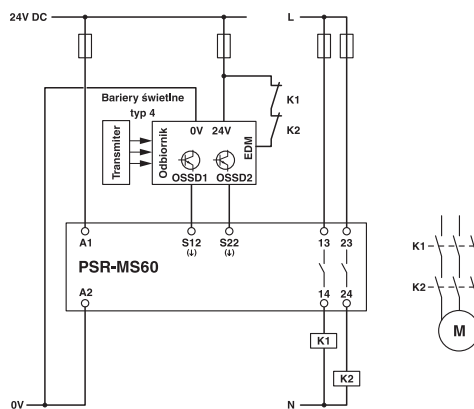 24V DC
L
Bariery świetlne
typ 4
K1
K2
Transmiter
Odbiornik
0V 24V
EDM
OSSD1 OSSD2
A1
S12
(↓)
S22
(↓)
13 23
PSR-MS60
A2
14 24
K1
K2
0V
N
K1
K2
M